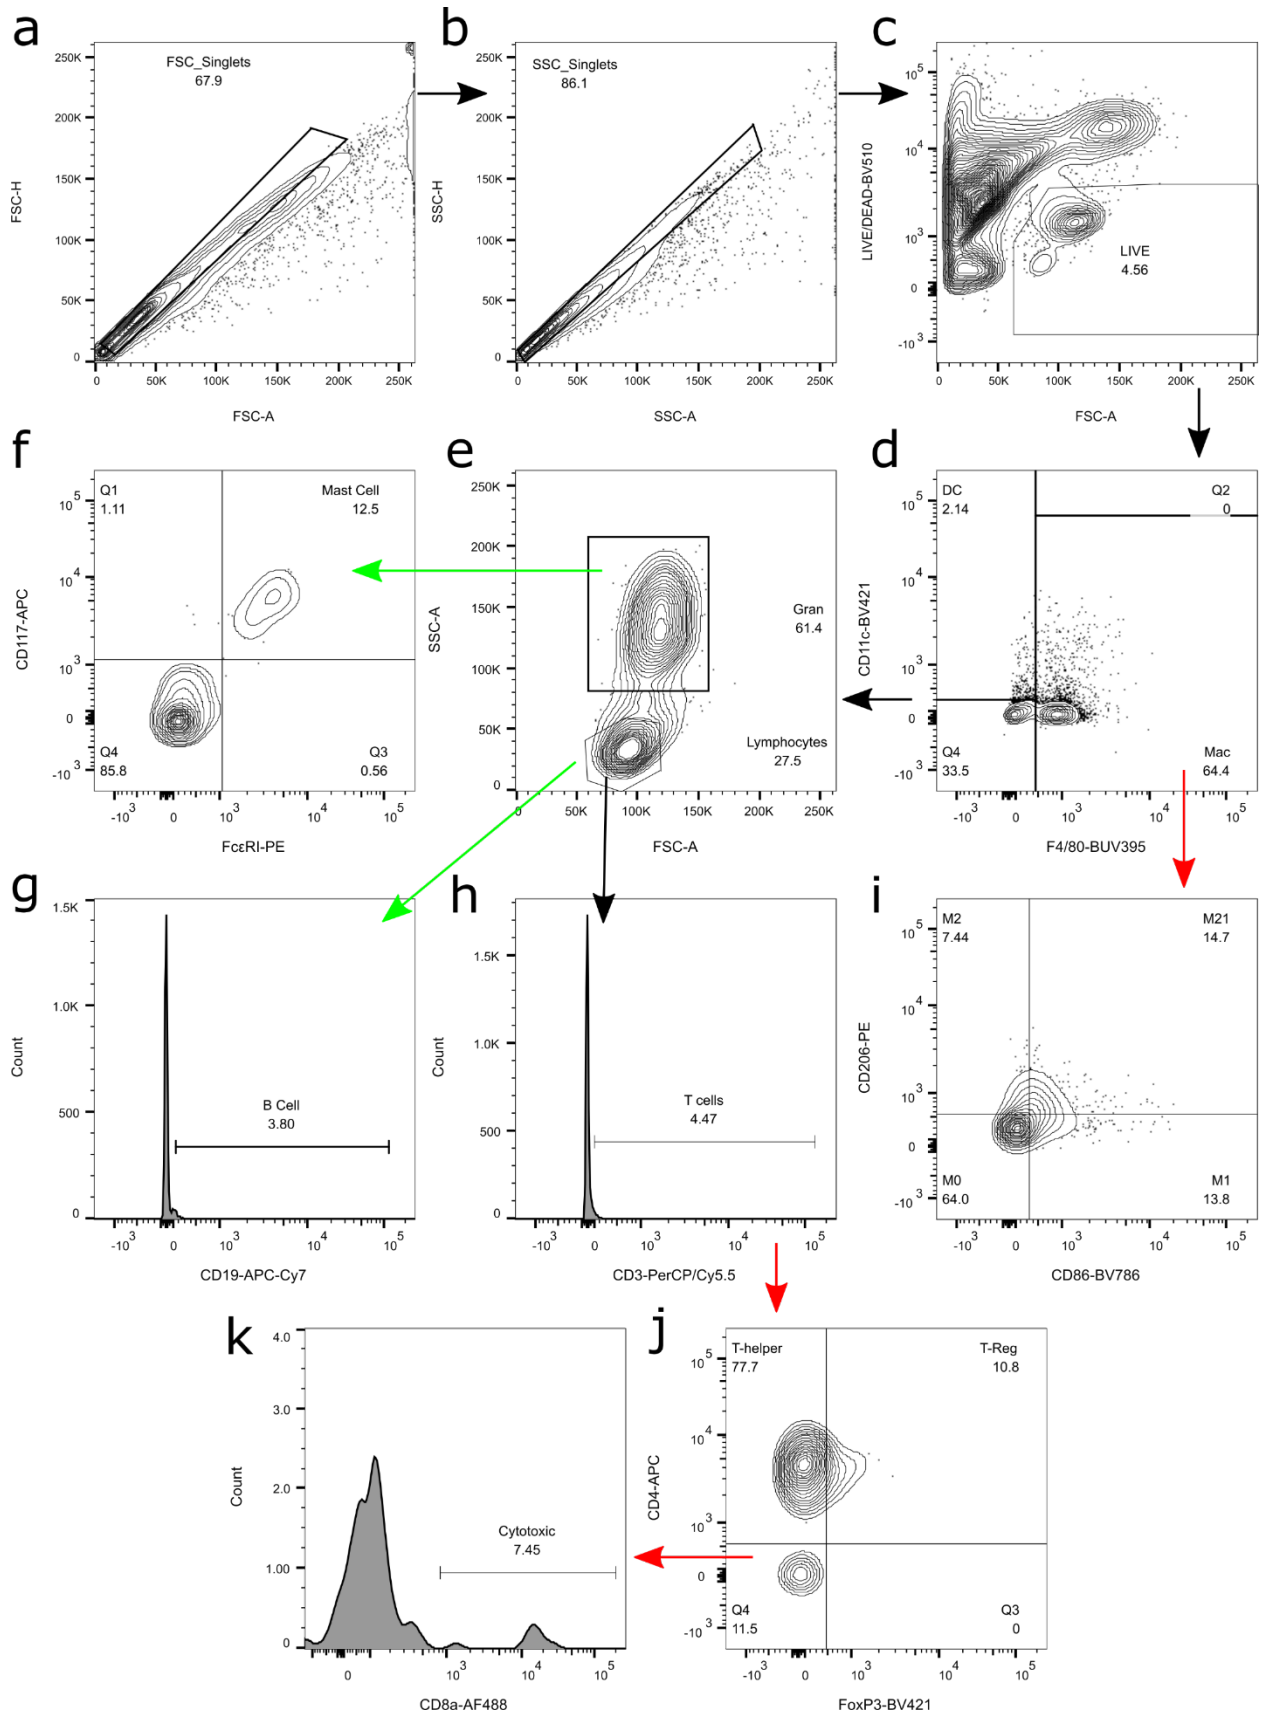 a
FSC_Singlets
67.9
250K
200K
150K
100K
50K
0
FSC-H
0 50K 100K 150K 200K 250K
FSC-A
b
SSC_Singlets
86.1
250K
200K
150K
100K
50K
0
SSC-H
0 50K 100K 150K 200K 250K
SSC-A
c
10 5
10 4
10 3
0
-10 3
LIVE/DEAD-BV510
LIVE
4.56
0 50K 100K 150K 200K 250K
FSC-A
f
Q1
1.11
Mast Cell
12.5
10 5
10 4
10 3
0
-10 3
CD117-APC
Q4
85.8
Q3
0.56
-10 3 0 10 3 10 4 10 5
FcεRI-PE
e
250K
200K
150K
100K
50K
0
SSC-A
Gran
61.4
Lymphocytes
27.5
0 50K 100K 150K 200K 250K
FSC-A
d
DC
2.14
Q2
0
10 5
10 4
10 3
0
-10 3
CD11c-BV421
Q4
33.5
Mac
64.4
-10 3 0 10 3 10 4 10 5
F4/80-BUV395
g
1.5K
1.0K
500
0
Count
B Cell
3.80
-10 3 0 10 3 10 4 10 5
CD19-APC-Cy7
h
1.5K
1.0K
500
0
Count
T cells
4.47
-10 3 0 10 3 10 4 10 5
CD3-PerCP/Cy5.5
i
M2
7.44
M21
14.7
10 5
10 4
10 3
0
-10 3
CD206-PE
M0
64.0
M1
13.8
-10 3 0 10 3 10 4 10 5
CD86-BV786
k
4.0
3.0
2.0
1.00
0
Count
Cytotoxic
7.45
0 10 3 10 4 10 5
CD8a-AF488
j
T-helper
77.7
T-Reg
10.8
10 5
10 4
10 3
0
-10 3
CD4-APC
Q4
11.5
Q3
0
-10 3 0 10 3 10 4 10 5
FoxP3-BV421